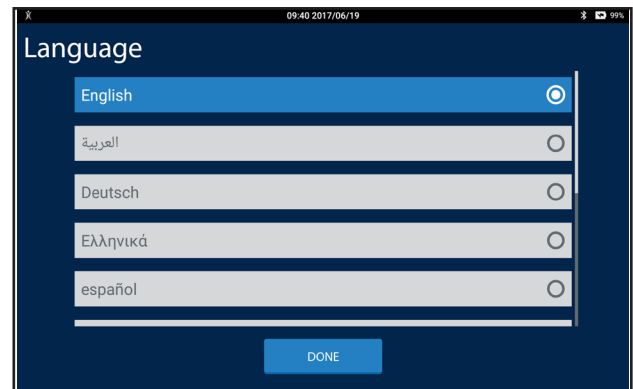 09:40 2017/06/19
99%
Language
English
العربية
Deutsch
Ελληνικά
español
DONE